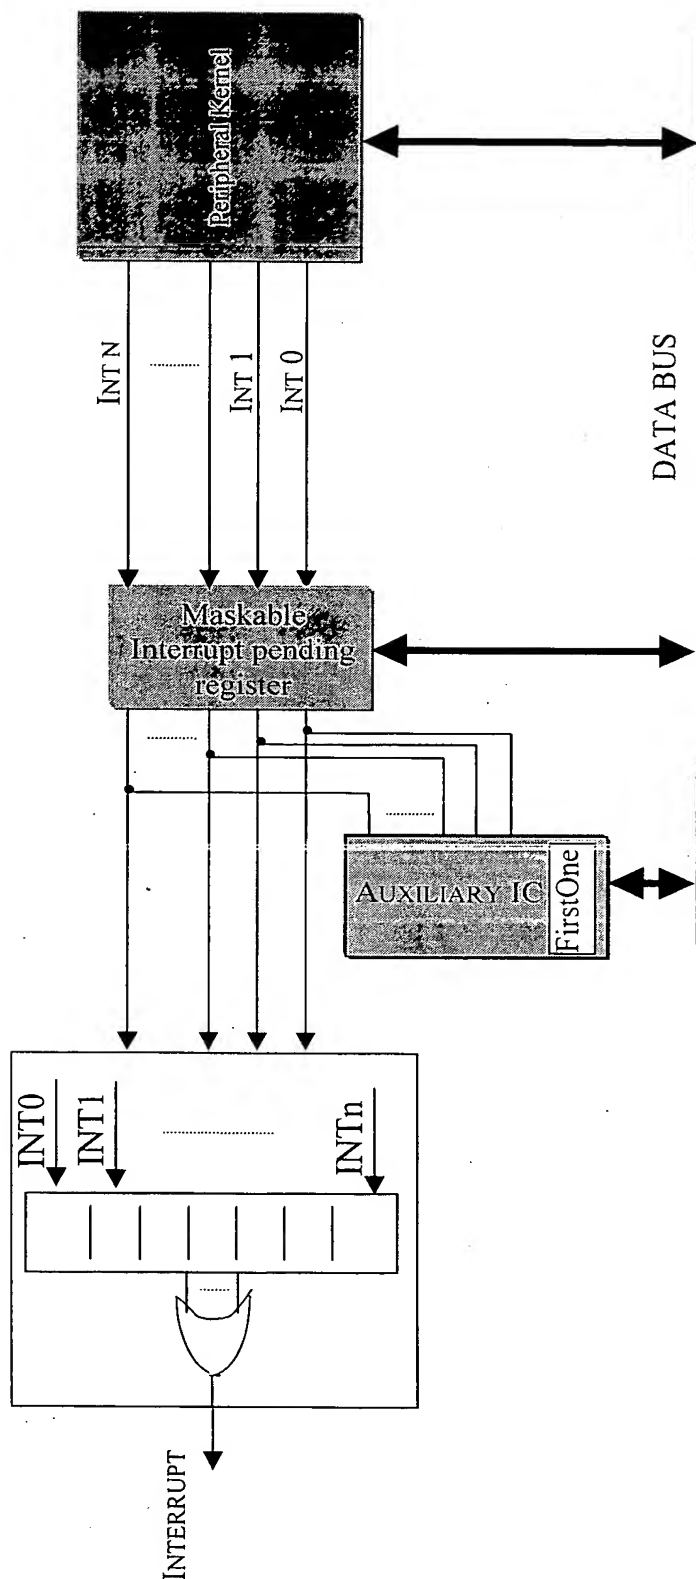 Peripheral Kernel
INT N
INT 1
INT 0
DATA BUS
Maskable
Interrupt pending
register
AUXILIARY IC
FirstOne
INT0
INT1
INTn
INTERRUPT